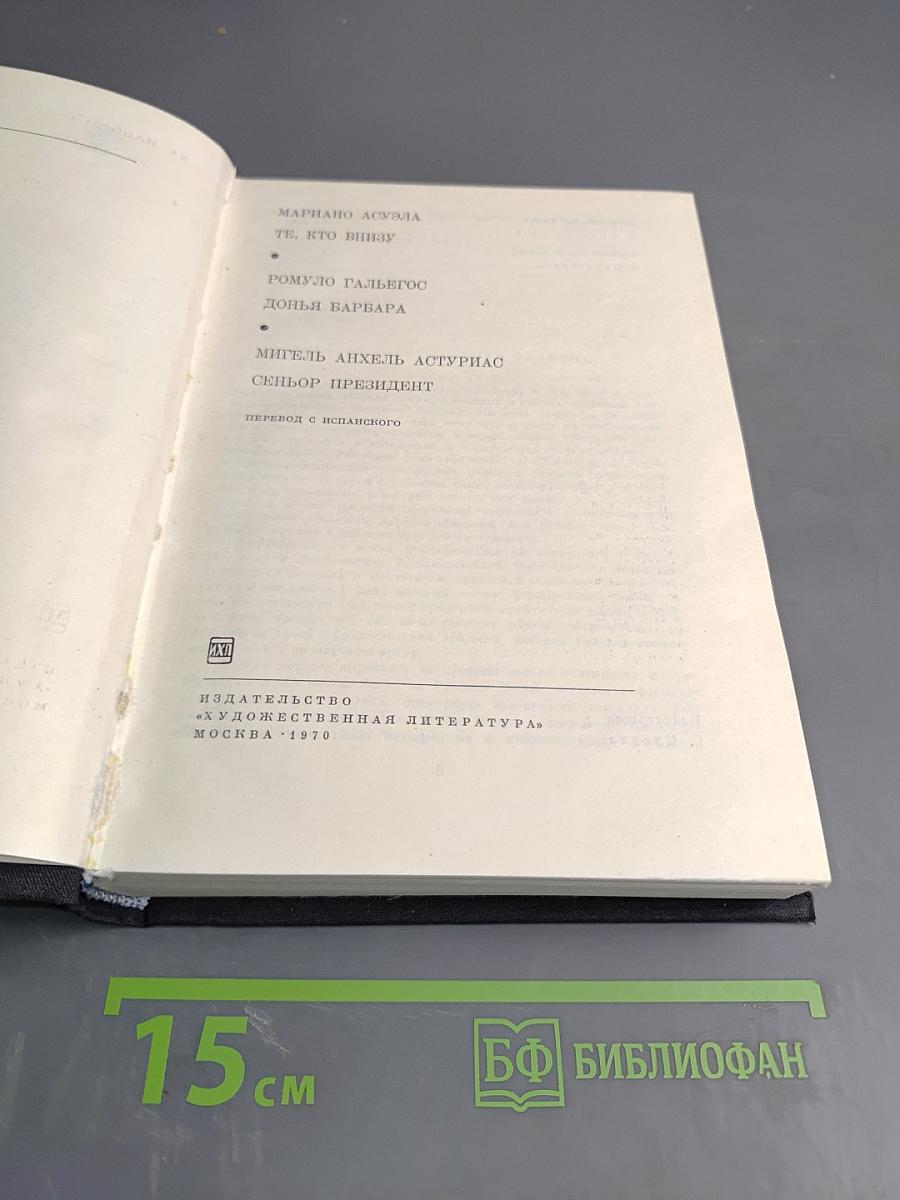 МАРИАНО АСУЭЛА
ТЕ, КТО ВНИЗУ
РОМУЛО ГАЛЬЕГОС
ДОНЬЯ БАРБАРА
МИГЕЛЬ АНХЕЛЬ АСТУРИАС
СЕНЬОР ПРЕЗИДЕНТ
ПЕРЕВОД С ИСПАНСКОГО
ИХЛ
ИЗДАТЕЛЬСТВО
«ХУДОЖЕСТВЕННАЯ ЛИТЕРАТУРА»
МОСКВА · 1970
15 см
БФ БИБЛИОФАН